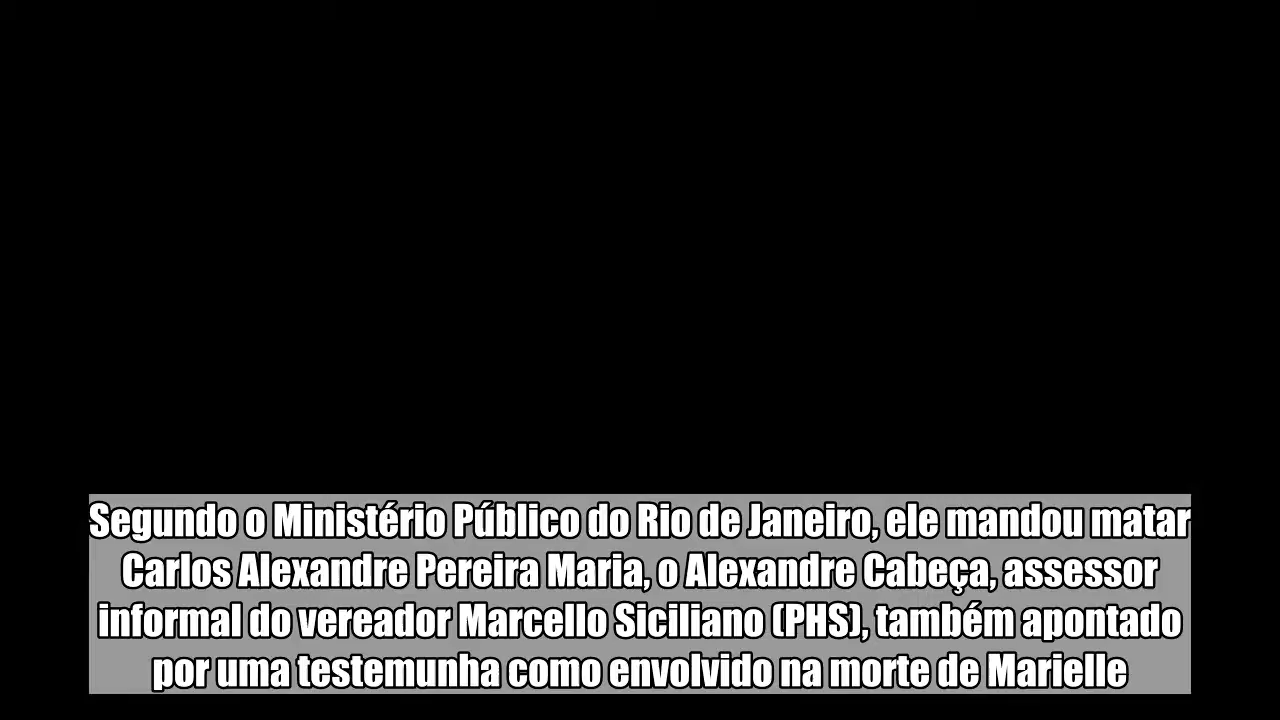 Segundo o Ministério Público do Rio de Janeiro, ele mandou matar
Carlos Alexandre Pereira Maria, o Alexandre Cabeça, assessor
informal do vereador Marcello Siciliano (PHS), também apontado
por uma testemunha como envolvido na morte de Marielle